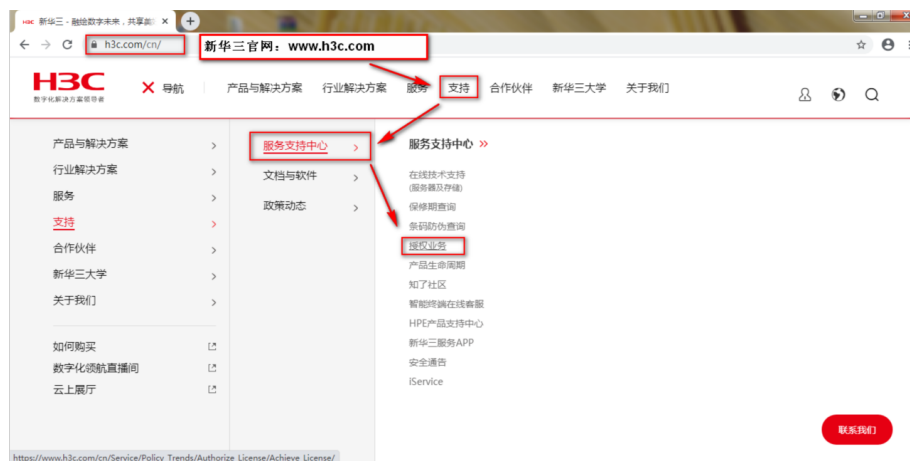 H3C 新华三 - 融绘数字未来，共享美
h3c.com/cn/
新华三官网：www.h3c.com
H3C
数字化解决方案领导者
导航
产品与解决方案 行业解决方案 服务 支持 合作伙伴 新华三大学 关于我们
产品与解决方案
行业解决方案
服务
支持
合作伙伴
新华三大学
关于我们
如何购买
数字化领航直播间
云上展厅
服务支持中心
文档与软件
政策动态
服务支持中心
在线技术支持
(服务器及存储)
保修期查询
条码防伪查询
授权业务
产品生命周期
知了社区
智能终端在线客服
HPE产品支持中心
新华三服务APP
安全通告
iService
联系我们
https://www.h3c.com/cn/Service/Policy_Trends/Authorize_License/Achieve_License/